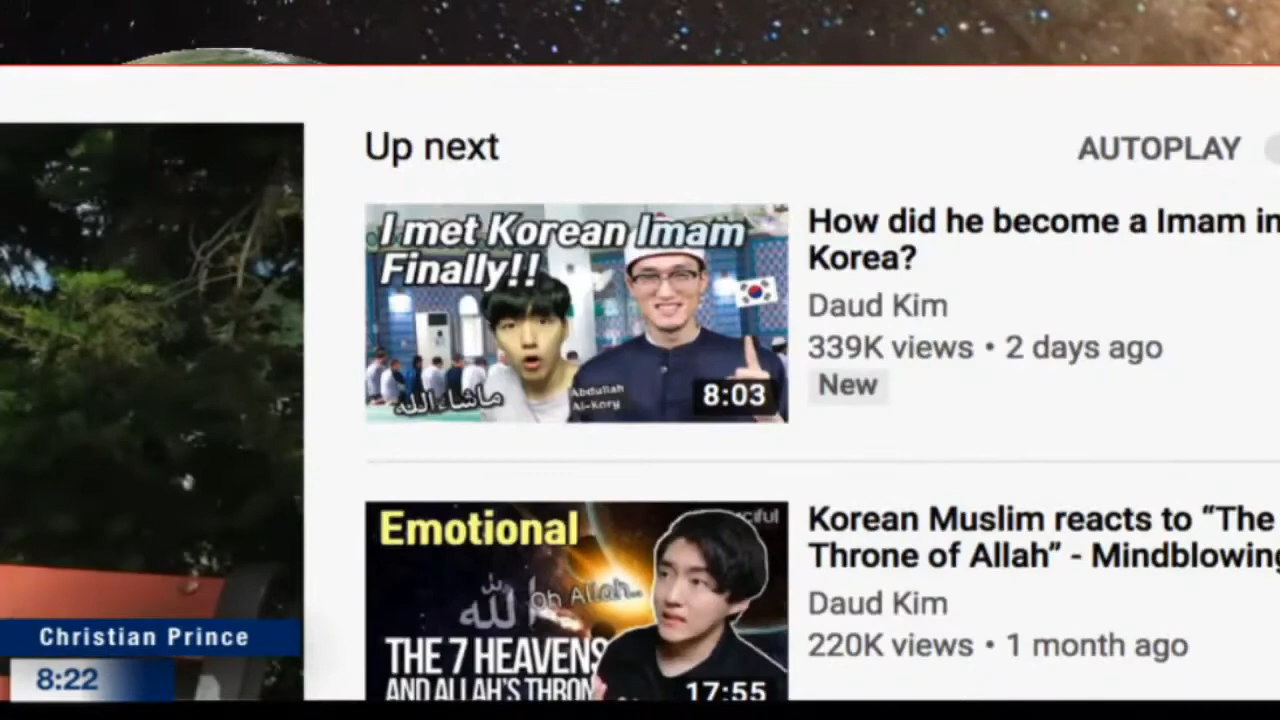 Up next
AUTOPLAY
I met Korean Imam
Finally!!
ماشاء الله
Abdullah
Al-Kory
8:03
How did he become a Imam in
Korea?
Daud Kim
339K views • 2 days ago
New
Emotional
الله
Oh Allah...
THE 7 HEAVENS
AND ALLAH'S THRON
17:55
Korean Muslim reacts to “The
Throne of Allah” - Mindblowing
Daud Kim
220K views • 1 month ago
Christian Prince
8:22